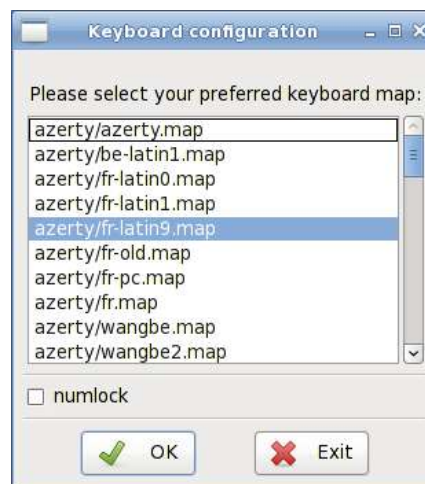 Keyboard configuration
Please select your preferred keyboard map:
azerty/azerty.map
azerty/be-latin1.map
azerty/fr-latin0.map
azerty/fr-latin1.map
azerty/fr-latin9.map
azerty/fr-old.map
azerty/fr-pc.map
azerty/fr.map
azerty/wangbe.map
azerty/wangbe2.map
numlock
OK Exit